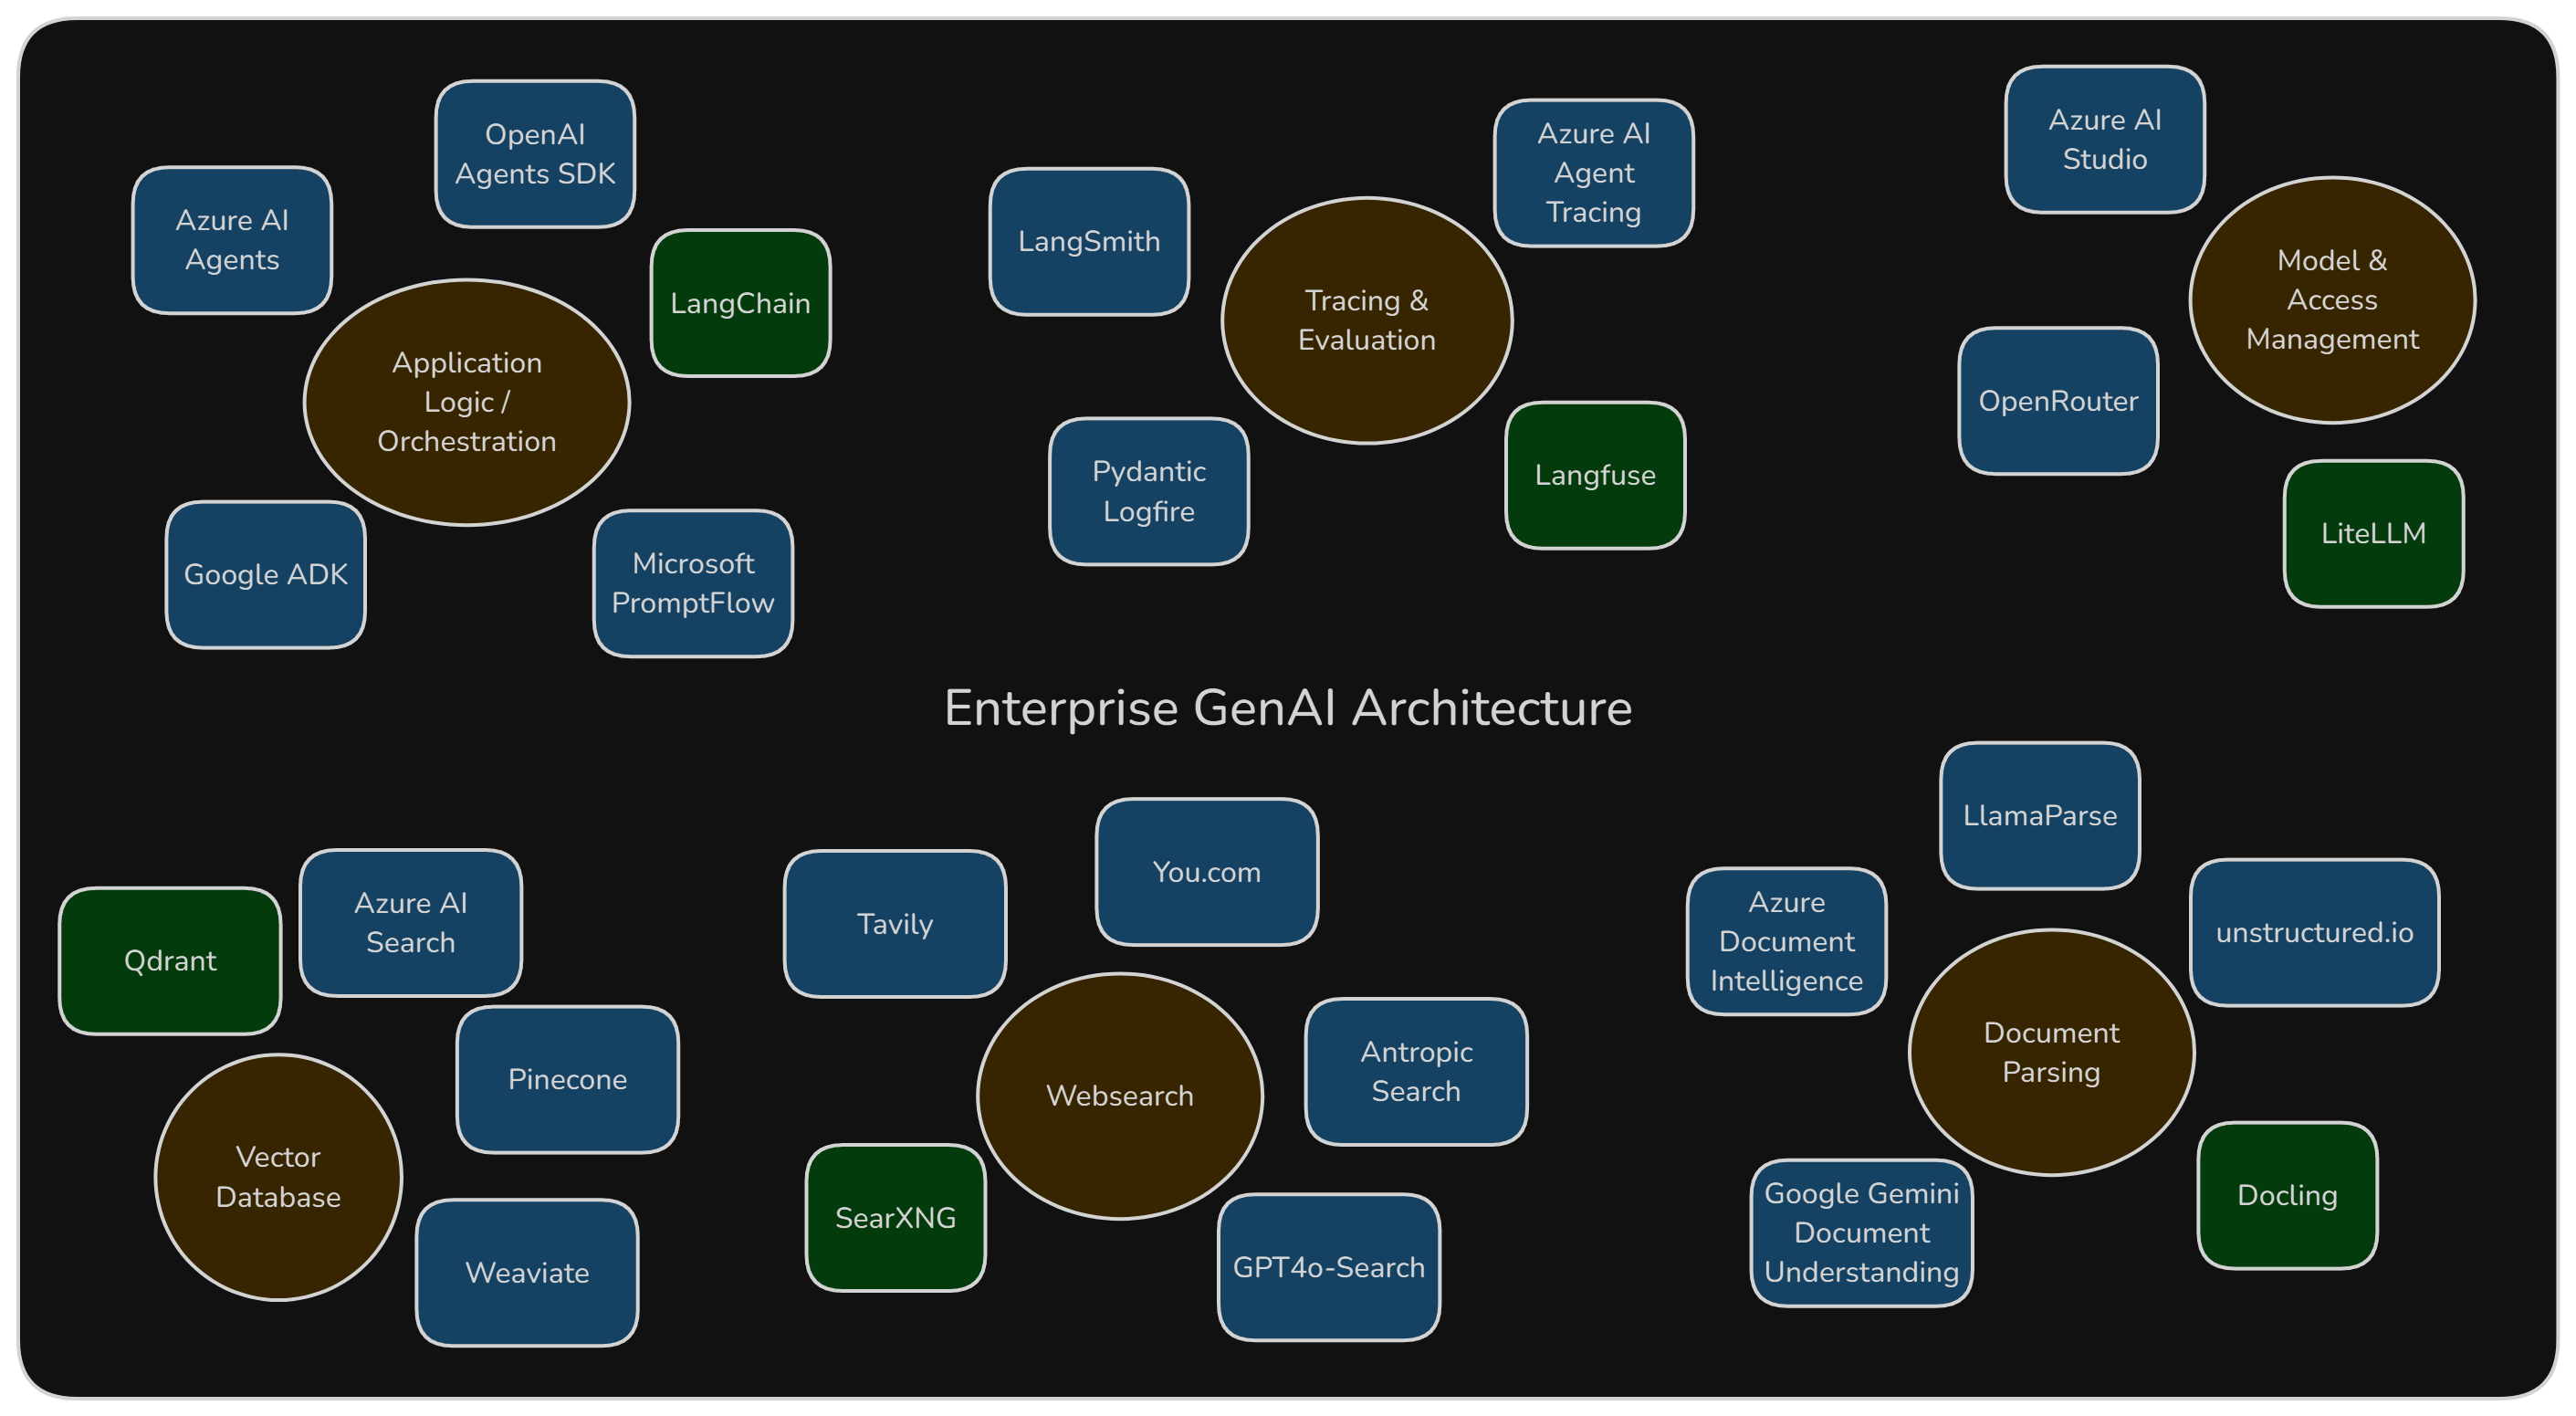 OpenAI
Agents SDK
Azure AI
Agents
LangChain
Application
Logic /
Orchestration
Google ADK
Microsoft
PromptFlow
Azure AI
Agent
Tracing
LangSmith
Tracing &
Evaluation
Pydantic
Logfire
Langfuse
Azure AI
Studio
Model &
Access
Management
OpenRouter
LiteLLM
Enterprise GenAI Architecture
Azure AI
Search
Qdrant
Pinecone
Vector
Database
Weaviate
You.com
Tavily
Antropic
Search
Websearch
SearXNG
GPT4o-Search
LlamaParse
Azure
Document
Intelligence
unstructured.io
Document
Parsing
Google Gemini
Document
Understanding
Docling